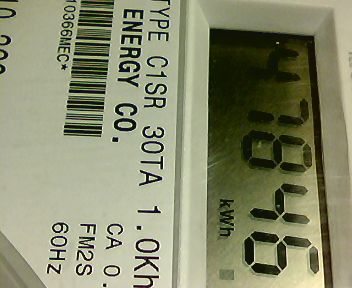 47846
kWh
TYPE C1SR 30TA 1.0Kh
ENERGY CO.
CA 0.
FM2S
60HZ
10366MEC*